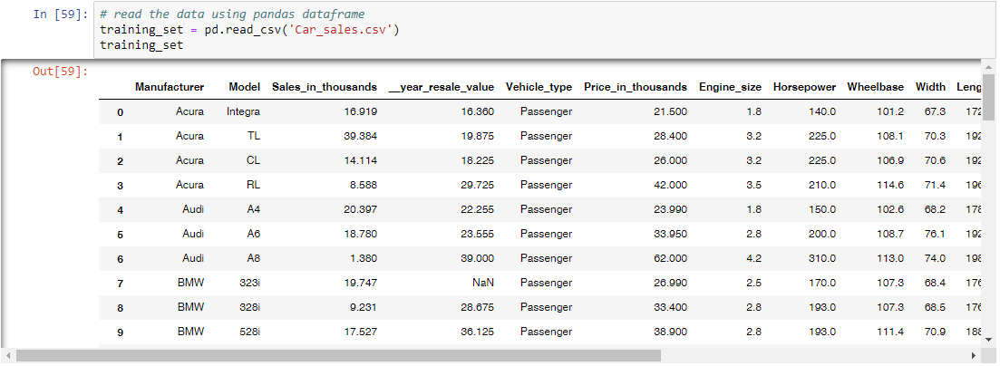 In [59]: # read the data using pandas dataframe
training_set = pd.read_csv('Car_sales.csv')
training_set
Out[59]:
Manufacturer Model Sales_in_thousands __year_resale_value Vehicle_type Price_in_thousands Engine_size Horsepower Wheelbase Width Leng
0 Acura Integra 16.919 16.360 Passenger 21.500 1.8 140.0 101.2 67.3 172
1 Acura TL 39.384 19.875 Passenger 28.400 3.2 225.0 108.1 70.3 192
2 Acura CL 14.114 18.225 Passenger 26.000 3.2 225.0 106.9 70.6 192
3 Acura RL 8.588 29.725 Passenger 42.000 3.5 210.0 114.6 71.4 196
4 Audi A4 20.397 22.255 Passenger 23.990 1.8 150.0 102.6 68.2 178
5 Audi A6 18.780 23.555 Passenger 33.950 2.8 200.0 108.7 76.1 192
6 Audi A8 1.380 39.000 Passenger 62.000 4.2 310.0 113.0 74.0 198
7 BMW 323i 19.747 NaN Passenger 26.990 2.5 170.0 107.3 68.4 176
8 BMW 328i 9.231 28.675 Passenger 33.400 2.8 193.0 107.3 68.5 176
9 BMW 528i 17.527 36.125 Passenger 38.900 2.8 193.0 111.4 70.9 188